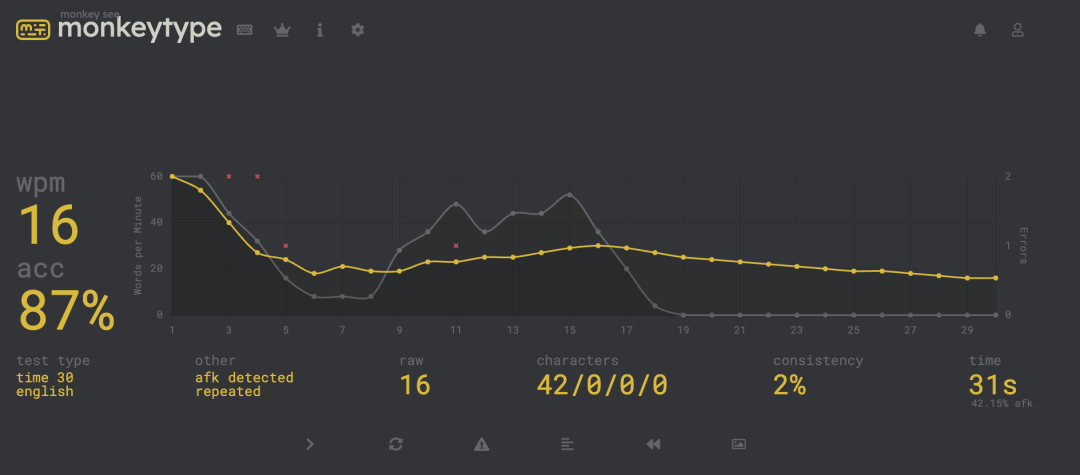 monkey see
monkeytype
wpm
16
acc
87%
Words per Minute
60
40
20
0
2
1
0
Errors
1 3 5 7 9 11 13 15 17 19 21 23 25 27 29
test type
time 30
english
other
afk detected
repeated
raw
16
characters
42/0/0/0
consistency
2%
time
31s
42.15% afk